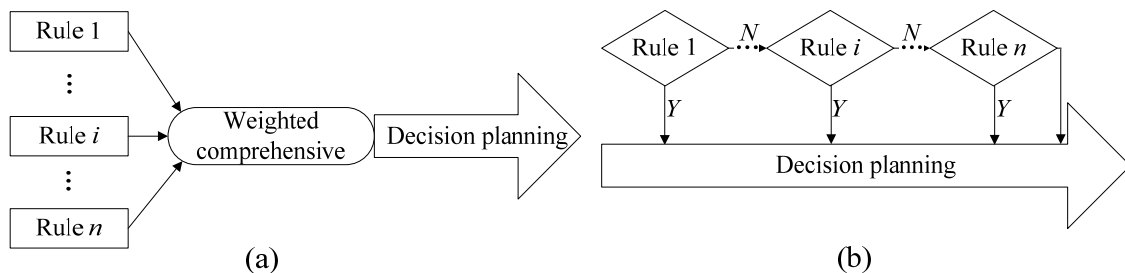 Rule 1
⋮
Rule i
⋮
Rule n
Weighted
comprehensive
Decision planning
(a)
Rule 1
N
Rule i
N
Rule n
Y
Y
Y
Decision planning
(b)